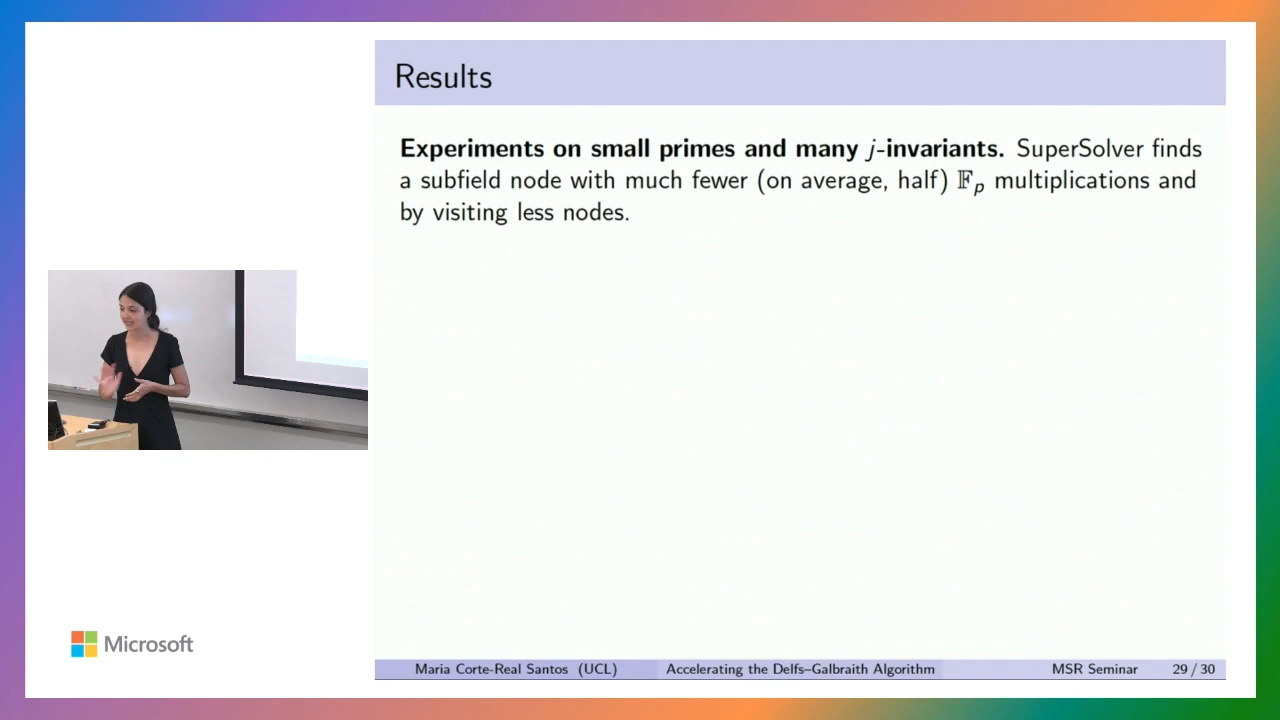 Results
Experiments on small primes and many j-invariants. SuperSolver finds
a subfield node with much fewer (on average, half) 𝔽ₚ multiplications and
by visiting less nodes.
Microsoft
Maria Corte-Real Santos (UCL) Accelerating the Delfs–Galbraith Algorithm MSR Seminar 29 / 30